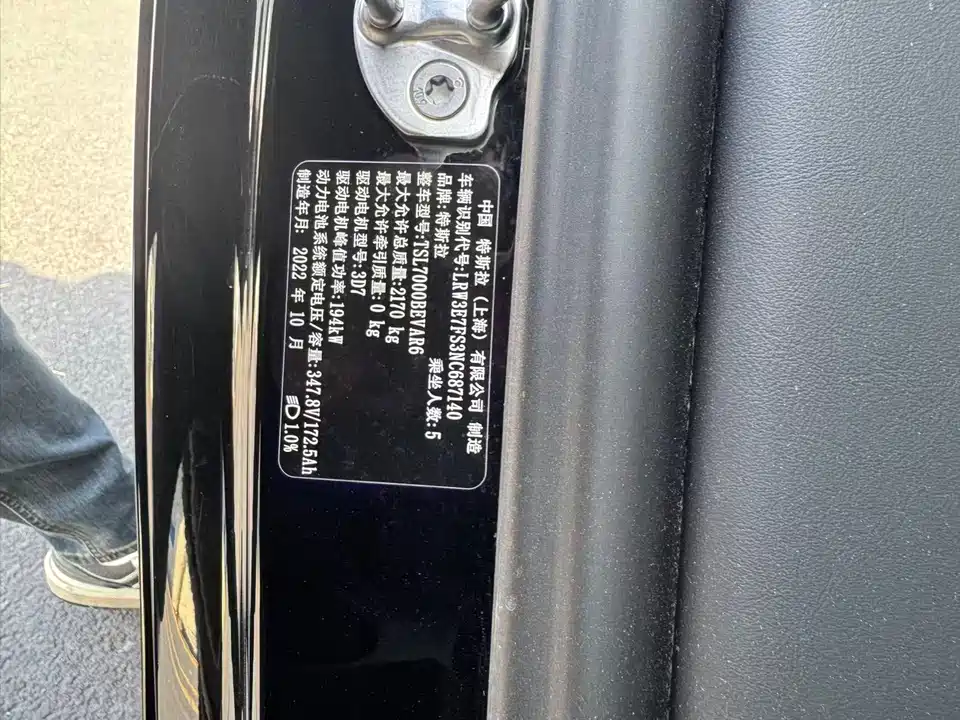 中国 特斯拉（上海）有限公司 制造
车辆识别代号:LRW3E7FS3NC687140
品牌:特斯拉 乘坐人数:5
整车型号:TSL7000BEVAR6
最大允许总质量:2170 kg
最大允许牵引质量: 0 kg
驱动电机型号:3D7
驱动电机峰值功率:194kW
动力电池系统额定电压/容量:347.8V/172.5Ah
制造年月: 2022 年 10 月 1.0%